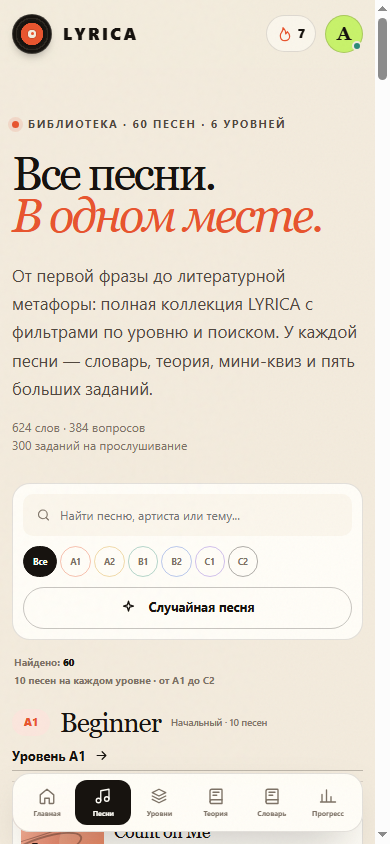 LYRICA
7
A
БИБЛИОТЕКА · 60 ПЕСЕН · 6 УРОВНЕЙ
Все песни.
В одном месте.
От первой фразы до литературной
метафоры: полная коллекция LYRICA с
фильтрами по уровню и поиском. У каждой
песни — словарь, теория, мини-квиз и пять
больших заданий.
624 слов · 384 вопросов
300 заданий на прослушивание
Найти песню, артиста или тему...
Все A1 A2 B1 B2 C1 C2
Случайная песня
Найдено: 60
10 песен на каждом уровне · от A1 до C2
A1 Beginner Начальный · 10 песен
Уровень A1 →
Главная Песни Уровни Теория Словарь Прогресс
Count on Me